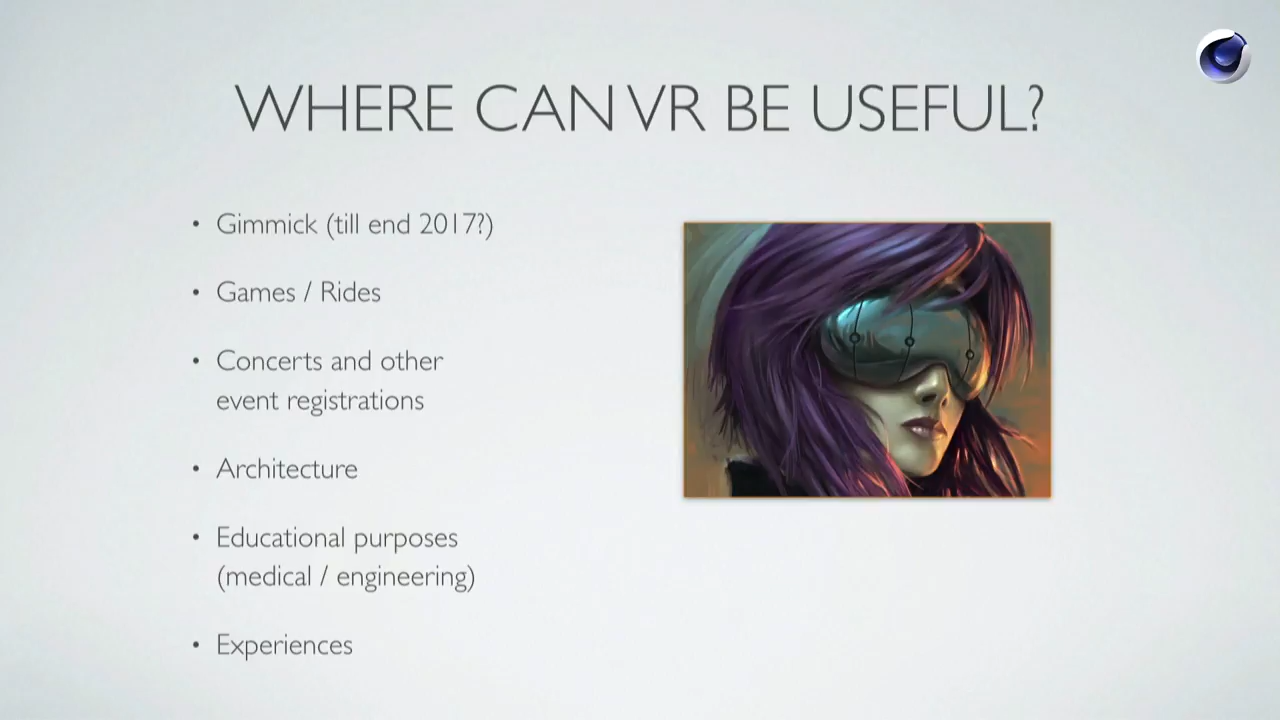 WHERE CAN VR BE USEFUL?
• Gimmick (till end 2017?)
• Games / Rides
• Concerts and other
event registrations
• Architecture
• Educational purposes
(medical / engineering)
• Experiences